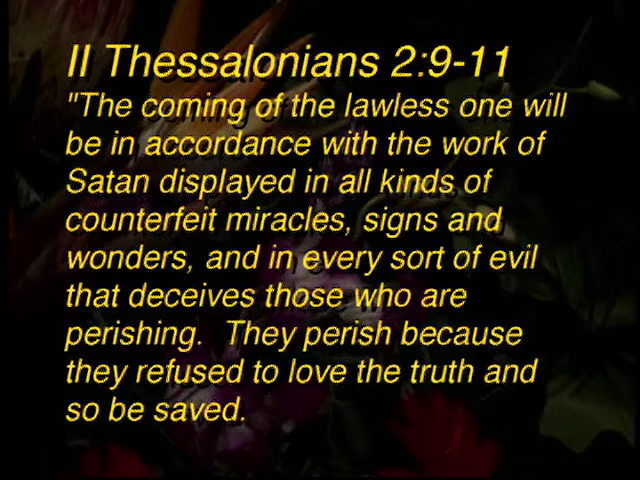 II Thessalonians 2:9-11
"The coming of the lawless one will
be in accordance with the work of
Satan displayed in all kinds of
counterfeit miracles, signs and
wonders, and in every sort of evil
that deceives those who are
perishing.  They perish because
they refused to love the truth and
so be saved.